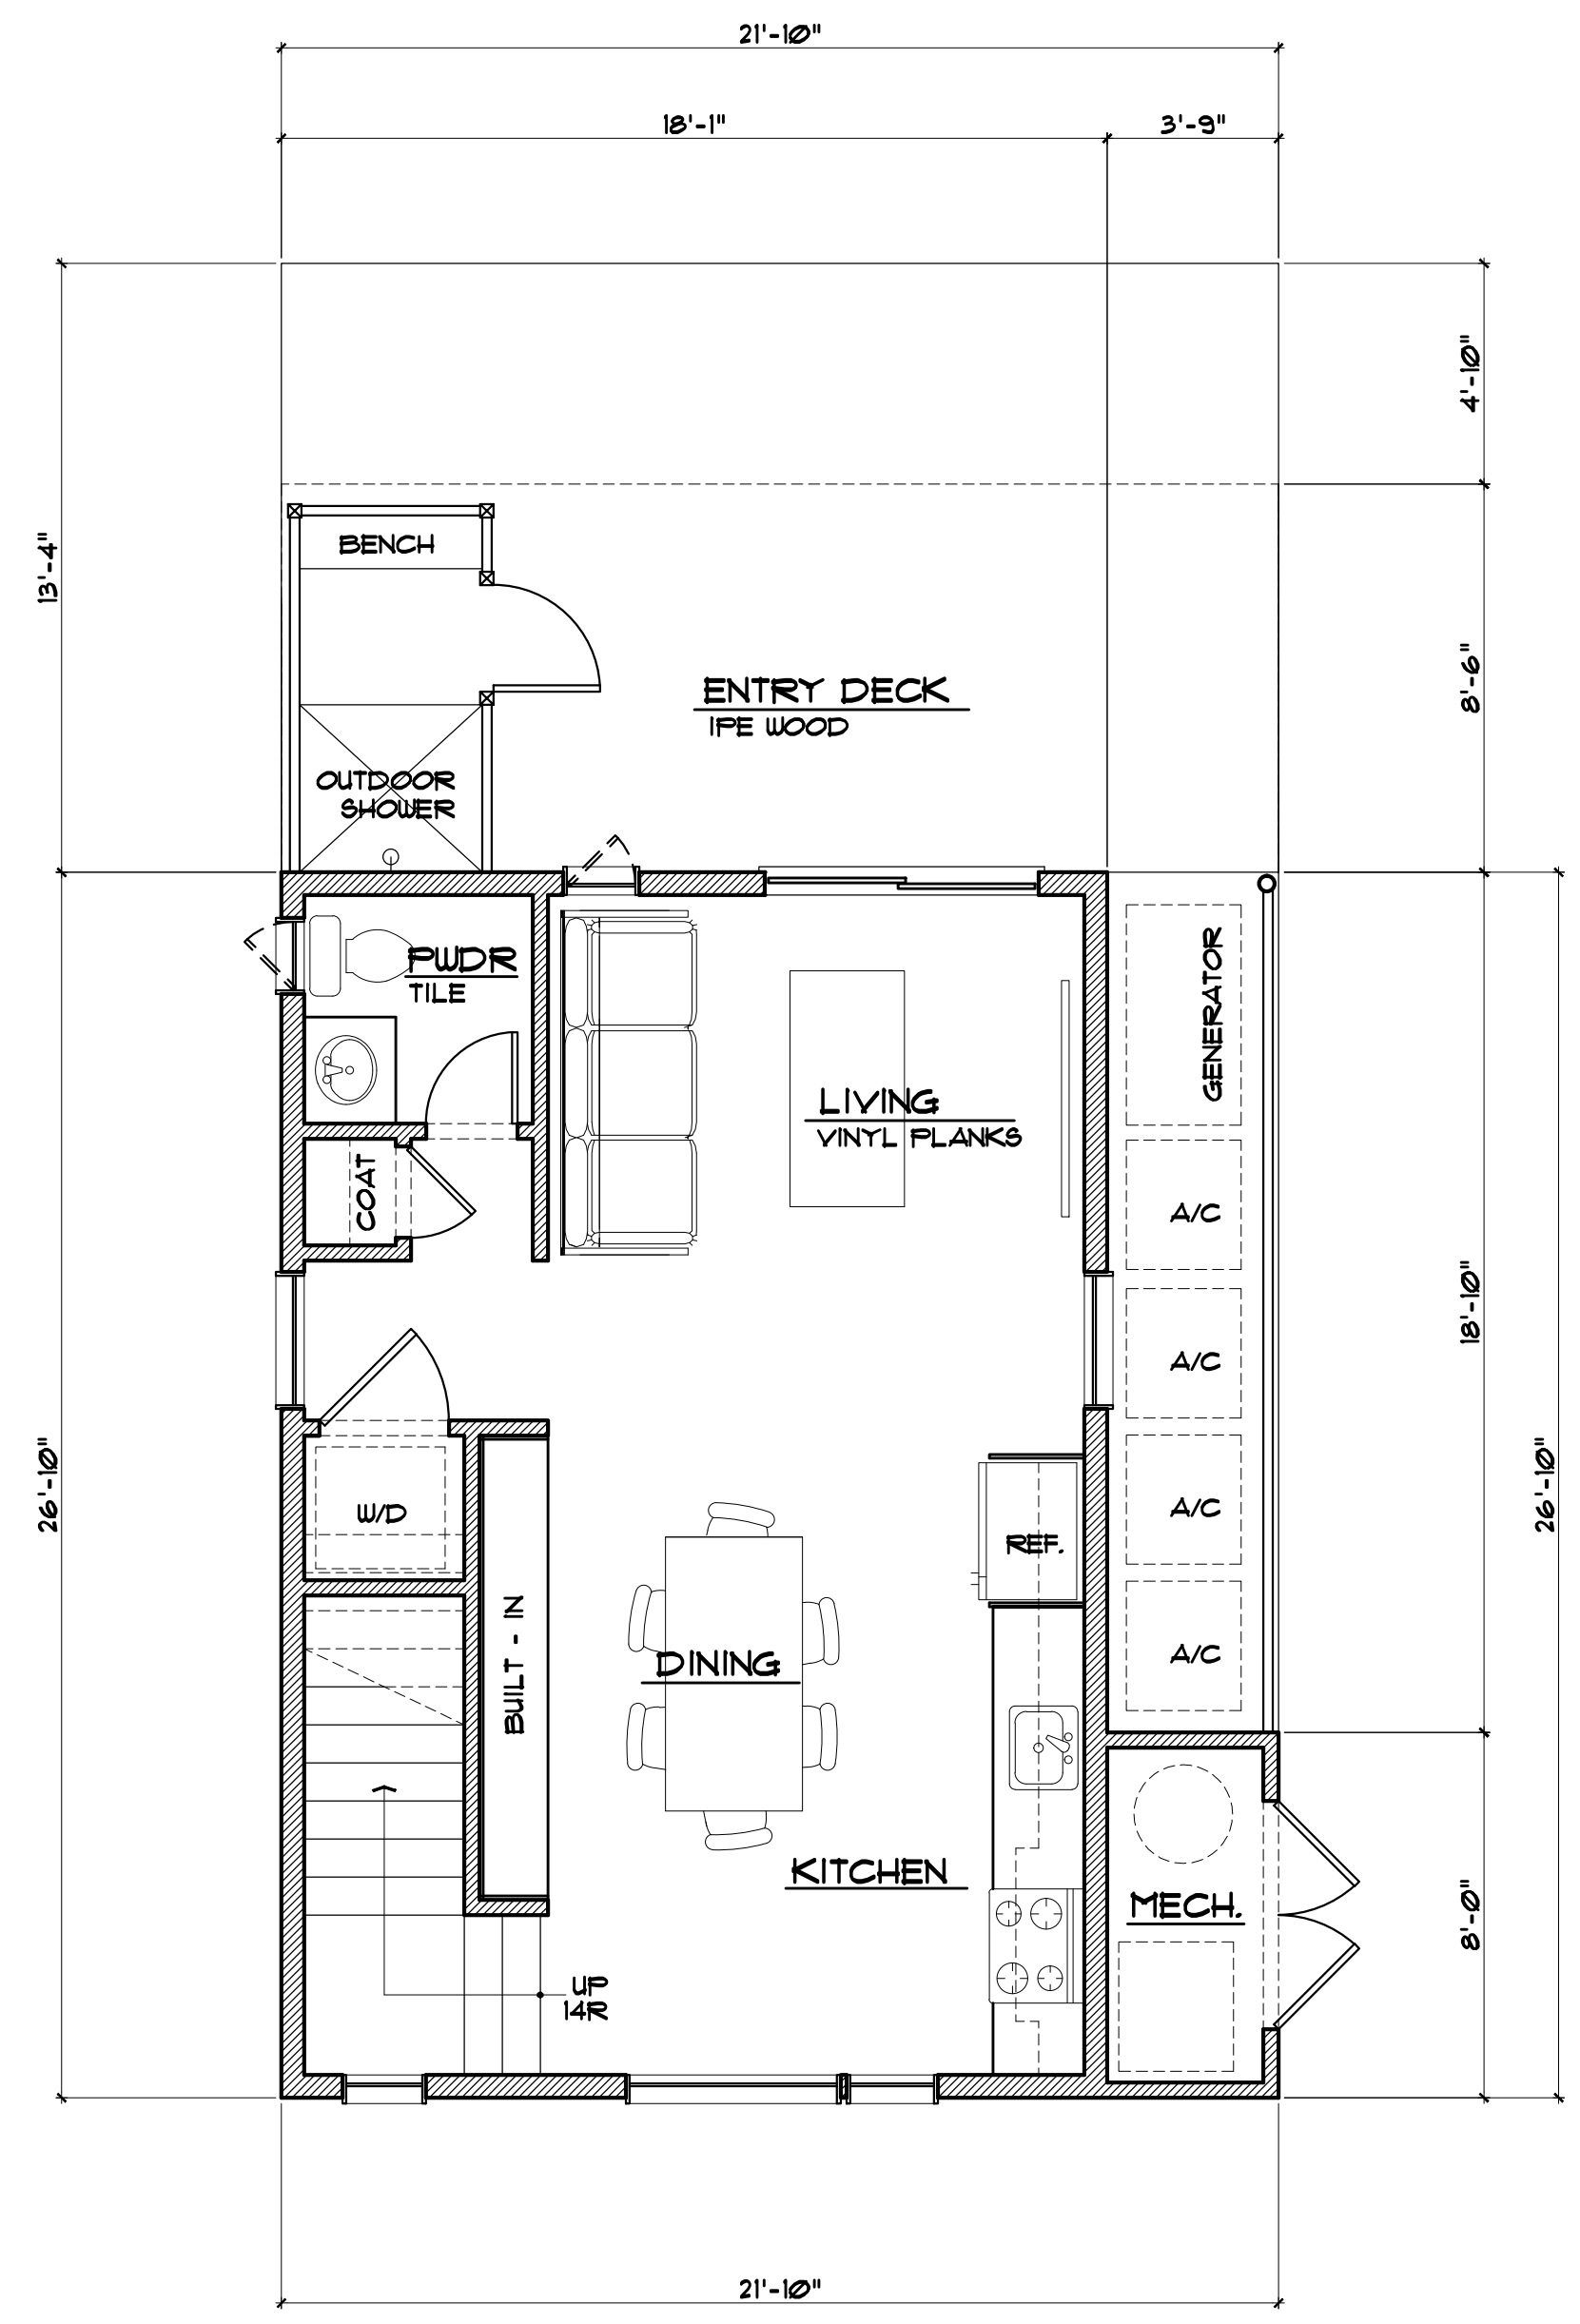 21'-10"
18'-1"
3'-9"
4'-10"
13'-4"
BENCH
8'-6"
ENTRY DECK
IPE WOOD
OUTDOOR
SHOWER
PWDR
TILE
GENERATOR
LIVING
VINYL PLANKS
COAT
A/C
18'-10"
A/C
26'-10"
26'-10"
W/D
A/C
REF.
BUILT - IN
DINING
A/C
KITCHEN
MECH.
8'-0"
UP
14R
21'-10"